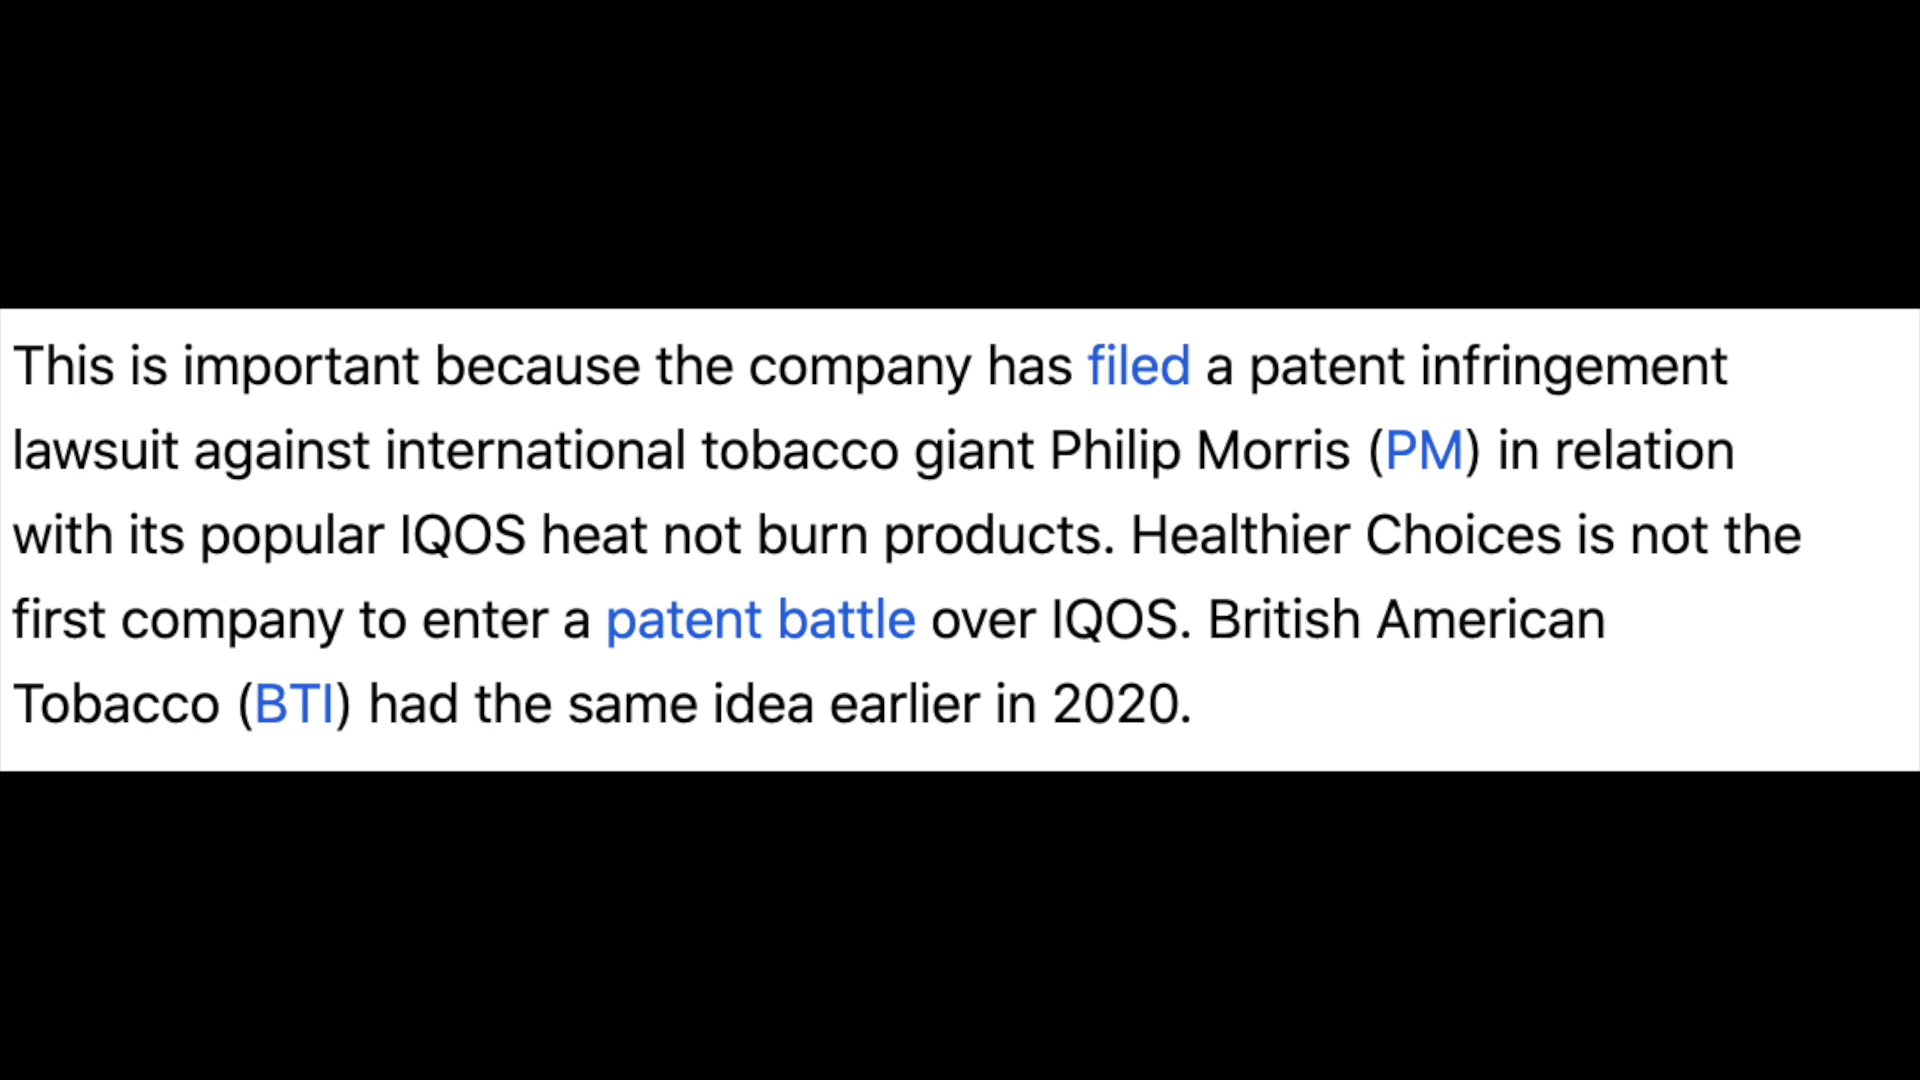 This is important because the company has filed a patent infringement
lawsuit against international tobacco giant Philip Morris (PM) in relation
with its popular IQOS heat not burn products. Healthier Choices is not the
first company to enter a patent battle over IQOS. British American
Tobacco (BTI) had the same idea earlier in 2020.